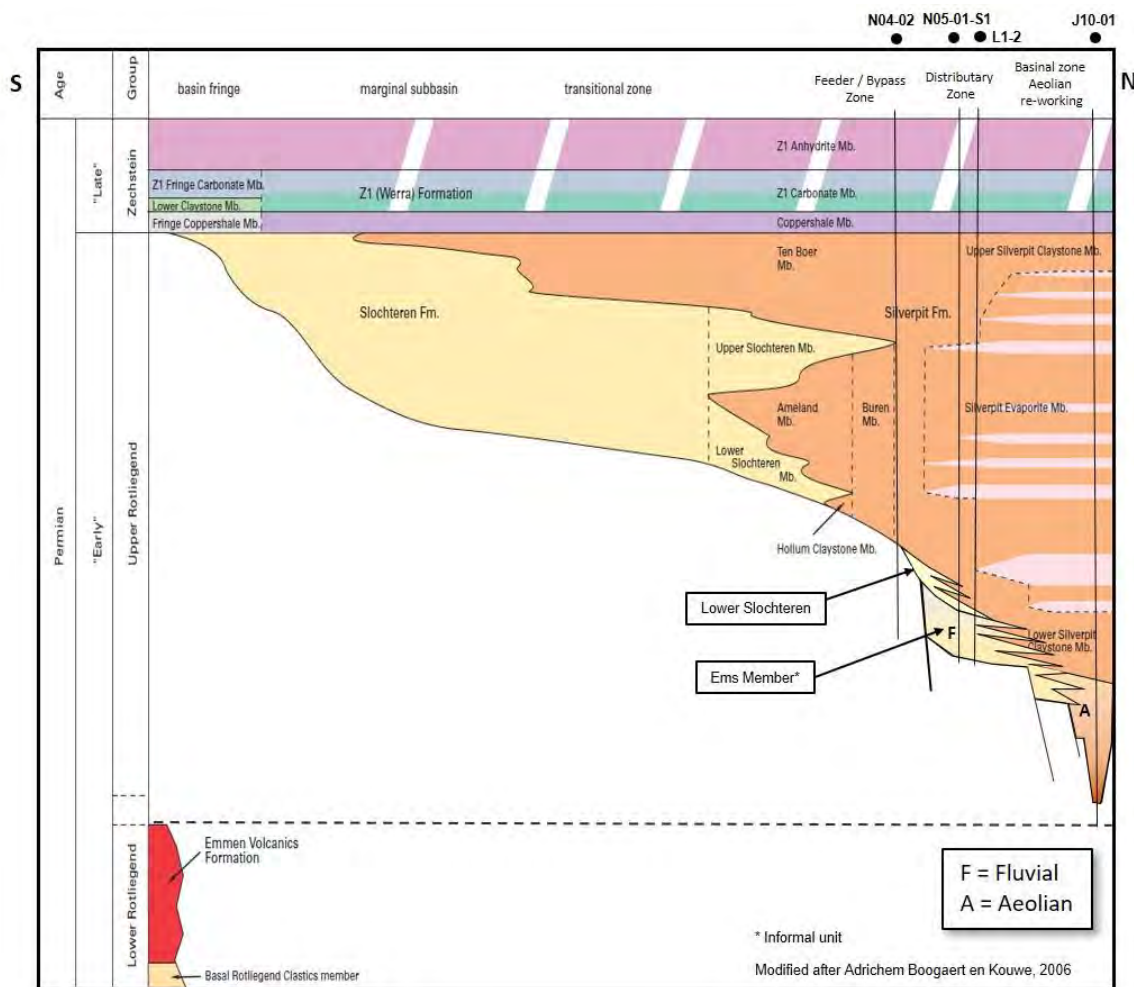 N04-02
N05-01-S1
L1-2
J10-01
S
N
Age
Group
basin fringe
marginal subbasin
transitional zone
Feeder / Bypass
Zone
Distributary
Zone
Basinal zone
Aeolian
re-working
Permian
"Late"
Zechstein
Z1 Anhydrite Mb.
Z1 Fringe Carbonate Mb.
Z1 (Werra) Formation
Z1 Carbonate Mb.
Lower Claystone Mb.
Fringe Coppershale Mb.
Coppershale Mb.
"Early"
Upper Rotliegend
Ten Boer
Mb.
Upper Silverpit Claystone Mb.
Slochteren Fm.
Silverpit Fm.
Upper Slochteren Mb.
Ameland
Mb.
Buren
Mb.
Silverpit Evaporite Mb.
Lower
Slochteren
Mb.
Hollum Claystone Mb.
Lower Slochteren
F
Lower Silverpit
Claystone Mb.
Ems Member*
A
Lower Rotliegend
Emmen Volcanics
Formation
Basal Rotliegend Clastics member
F = Fluvial
A = Aeolian
* Informal unit
Modified after Adrichem Boogaert en Kouwe, 2006